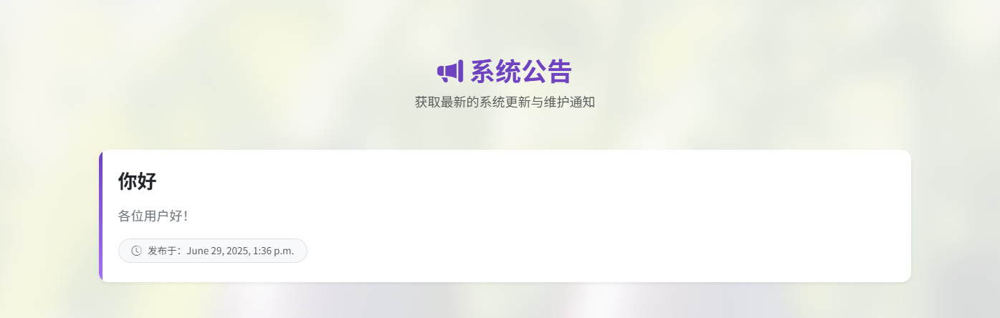 系统公告
获取最新的系统更新与维护通知
你好
各位用户好！
发布于：June 29, 2025, 1:36 p.m.